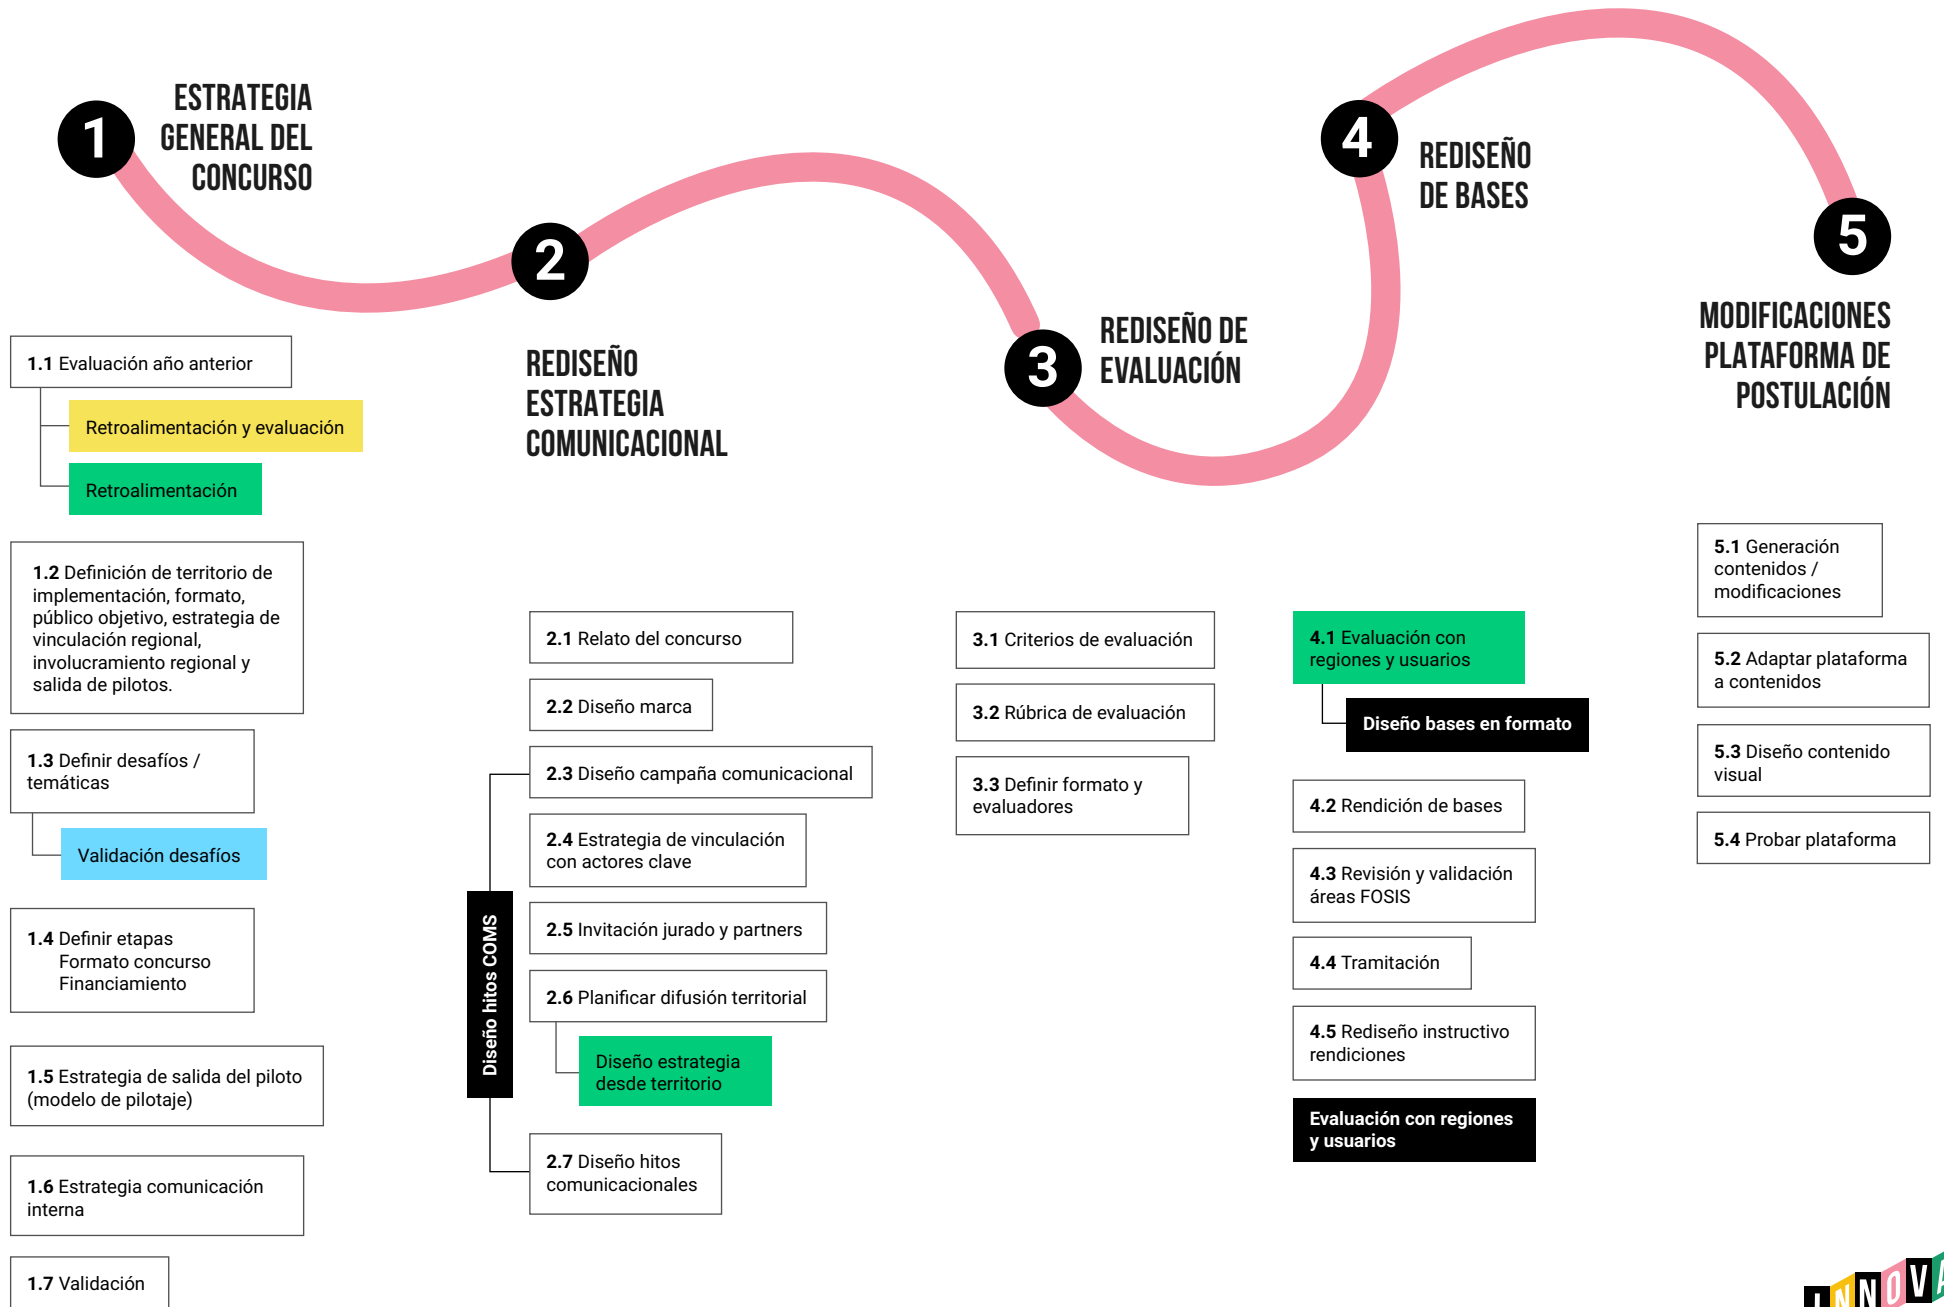 1
ESTRATEGIA
GENERAL DEL
CONCURSO
1.1 Evaluación año anterior
Retroalimentación y evaluación
Retroalimentación
1.2 Definición de territorio de
implementación, formato,
público objetivo, estrategia de
vinculación regional,
involucramiento regional y
salida de pilotos.
1.3 Definir desafíos /
temáticas
Validación desafíos
1.4 Definir etapas
Formato concurso
Financiamiento
1.5 Estrategia de salida del piloto
(modelo de pilotaje)
1.6 Estrategia comunicación
interna
1.7 Validación
2
REDISEÑO
ESTRATEGIA
COMUNICACIONAL
2.1 Relato del concurso
2.2 Diseño marca
2.3 Diseño campaña comunicacional
2.4 Estrategia de vinculación
con actores clave
2.5 Invitación jurado y partners
2.6 Planificar difusión territorial
Diseño estrategia
desde territorio
2.7 Diseño hitos
comunicacionales
Diseño hitos COMS
3
REDISEÑO DE
EVALUACIÓN
3.1 Criterios de evaluación
3.2 Rúbrica de evaluación
3.3 Definir formato y
evaluadores
4
REDISEÑO
DE BASES
4.1 Evaluación con
regiones y usuarios
Diseño bases en formato
4.2 Rendición de bases
4.3 Revisión y validación
áreas FOSIS
4.4 Tramitación
4.5 Rediseño instructivo
rendiciones
Evaluación con regiones
y usuarios
5
MODIFICACIONES
PLATAFORMA DE
POSTULACIÓN
5.1 Generación
contenidos /
modificaciones
5.2 Adaptar plataforma
a contenidos
5.3 Diseño contenido
visual
5.4 Probar plataforma
INNOVA